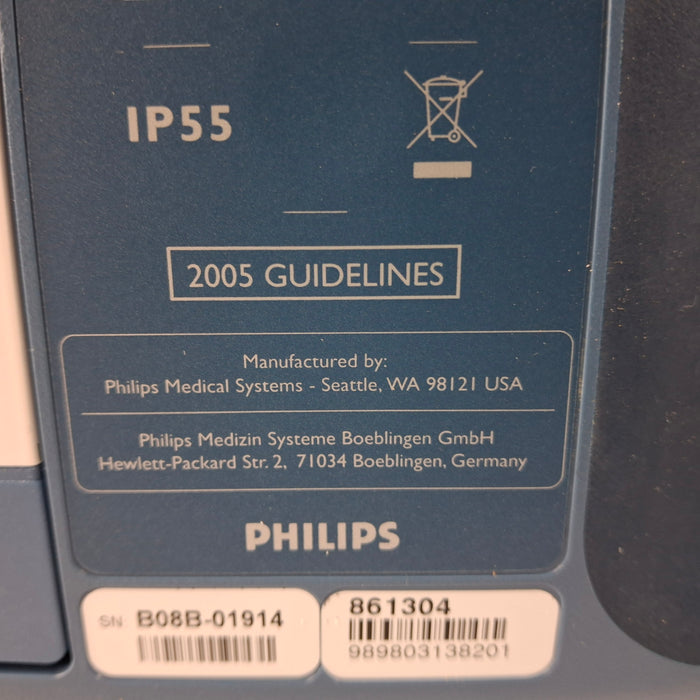 IP55
2005 GUIDELINES
Manufactured by:
Philips Medical Systems - Seattle, WA 98121 USA
Philips Medizin Systeme Boeblingen GmbH
Hewlett-Packard Str. 2, 71034 Boeblingen, Germany
PHILIPS
SN: B08B-01914
861304
989803138201